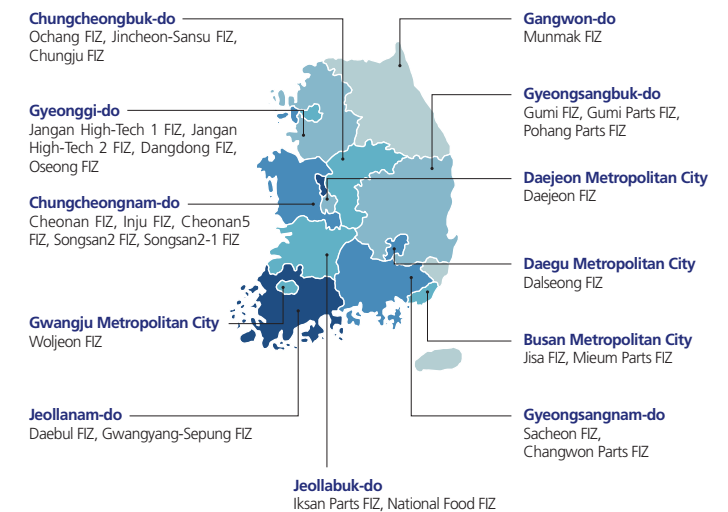 Chungcheongbuk-do
Ochang FIZ, Jincheon-Sansu FIZ,
Chungju FIZ
Gyeonggi-do
Jangan High-Tech 1 FIZ, Jangan
High-Tech 2 FIZ, Dangdong FIZ,
Oseong FIZ
Chungcheongnam-do
Cheonan FIZ, Inju FIZ, Cheonan5
FIZ, Songsan2 FIZ, Songsan2-1 FIZ
Gwangju Metropolitan City
Woljeon FIZ
Jeollanam-do
Daebul FIZ, Gwangyang-Sepung FIZ
Jeollabuk-do
Iksan Parts FIZ, National Food FIZ
Gangwon-do
Munmak FIZ
Gyeongsangbuk-do
Gumi FIZ, Gumi Parts FIZ,
Pohang Parts FIZ
Daejeon Metropolitan City
Daejeon FIZ
Daegu Metropolitan City
Dalseong FIZ
Busan Metropolitan City
Jisa FIZ, Mieum Parts FIZ
Gyeongsangnam-do
Sacheon FIZ,
Changwon Parts FIZ